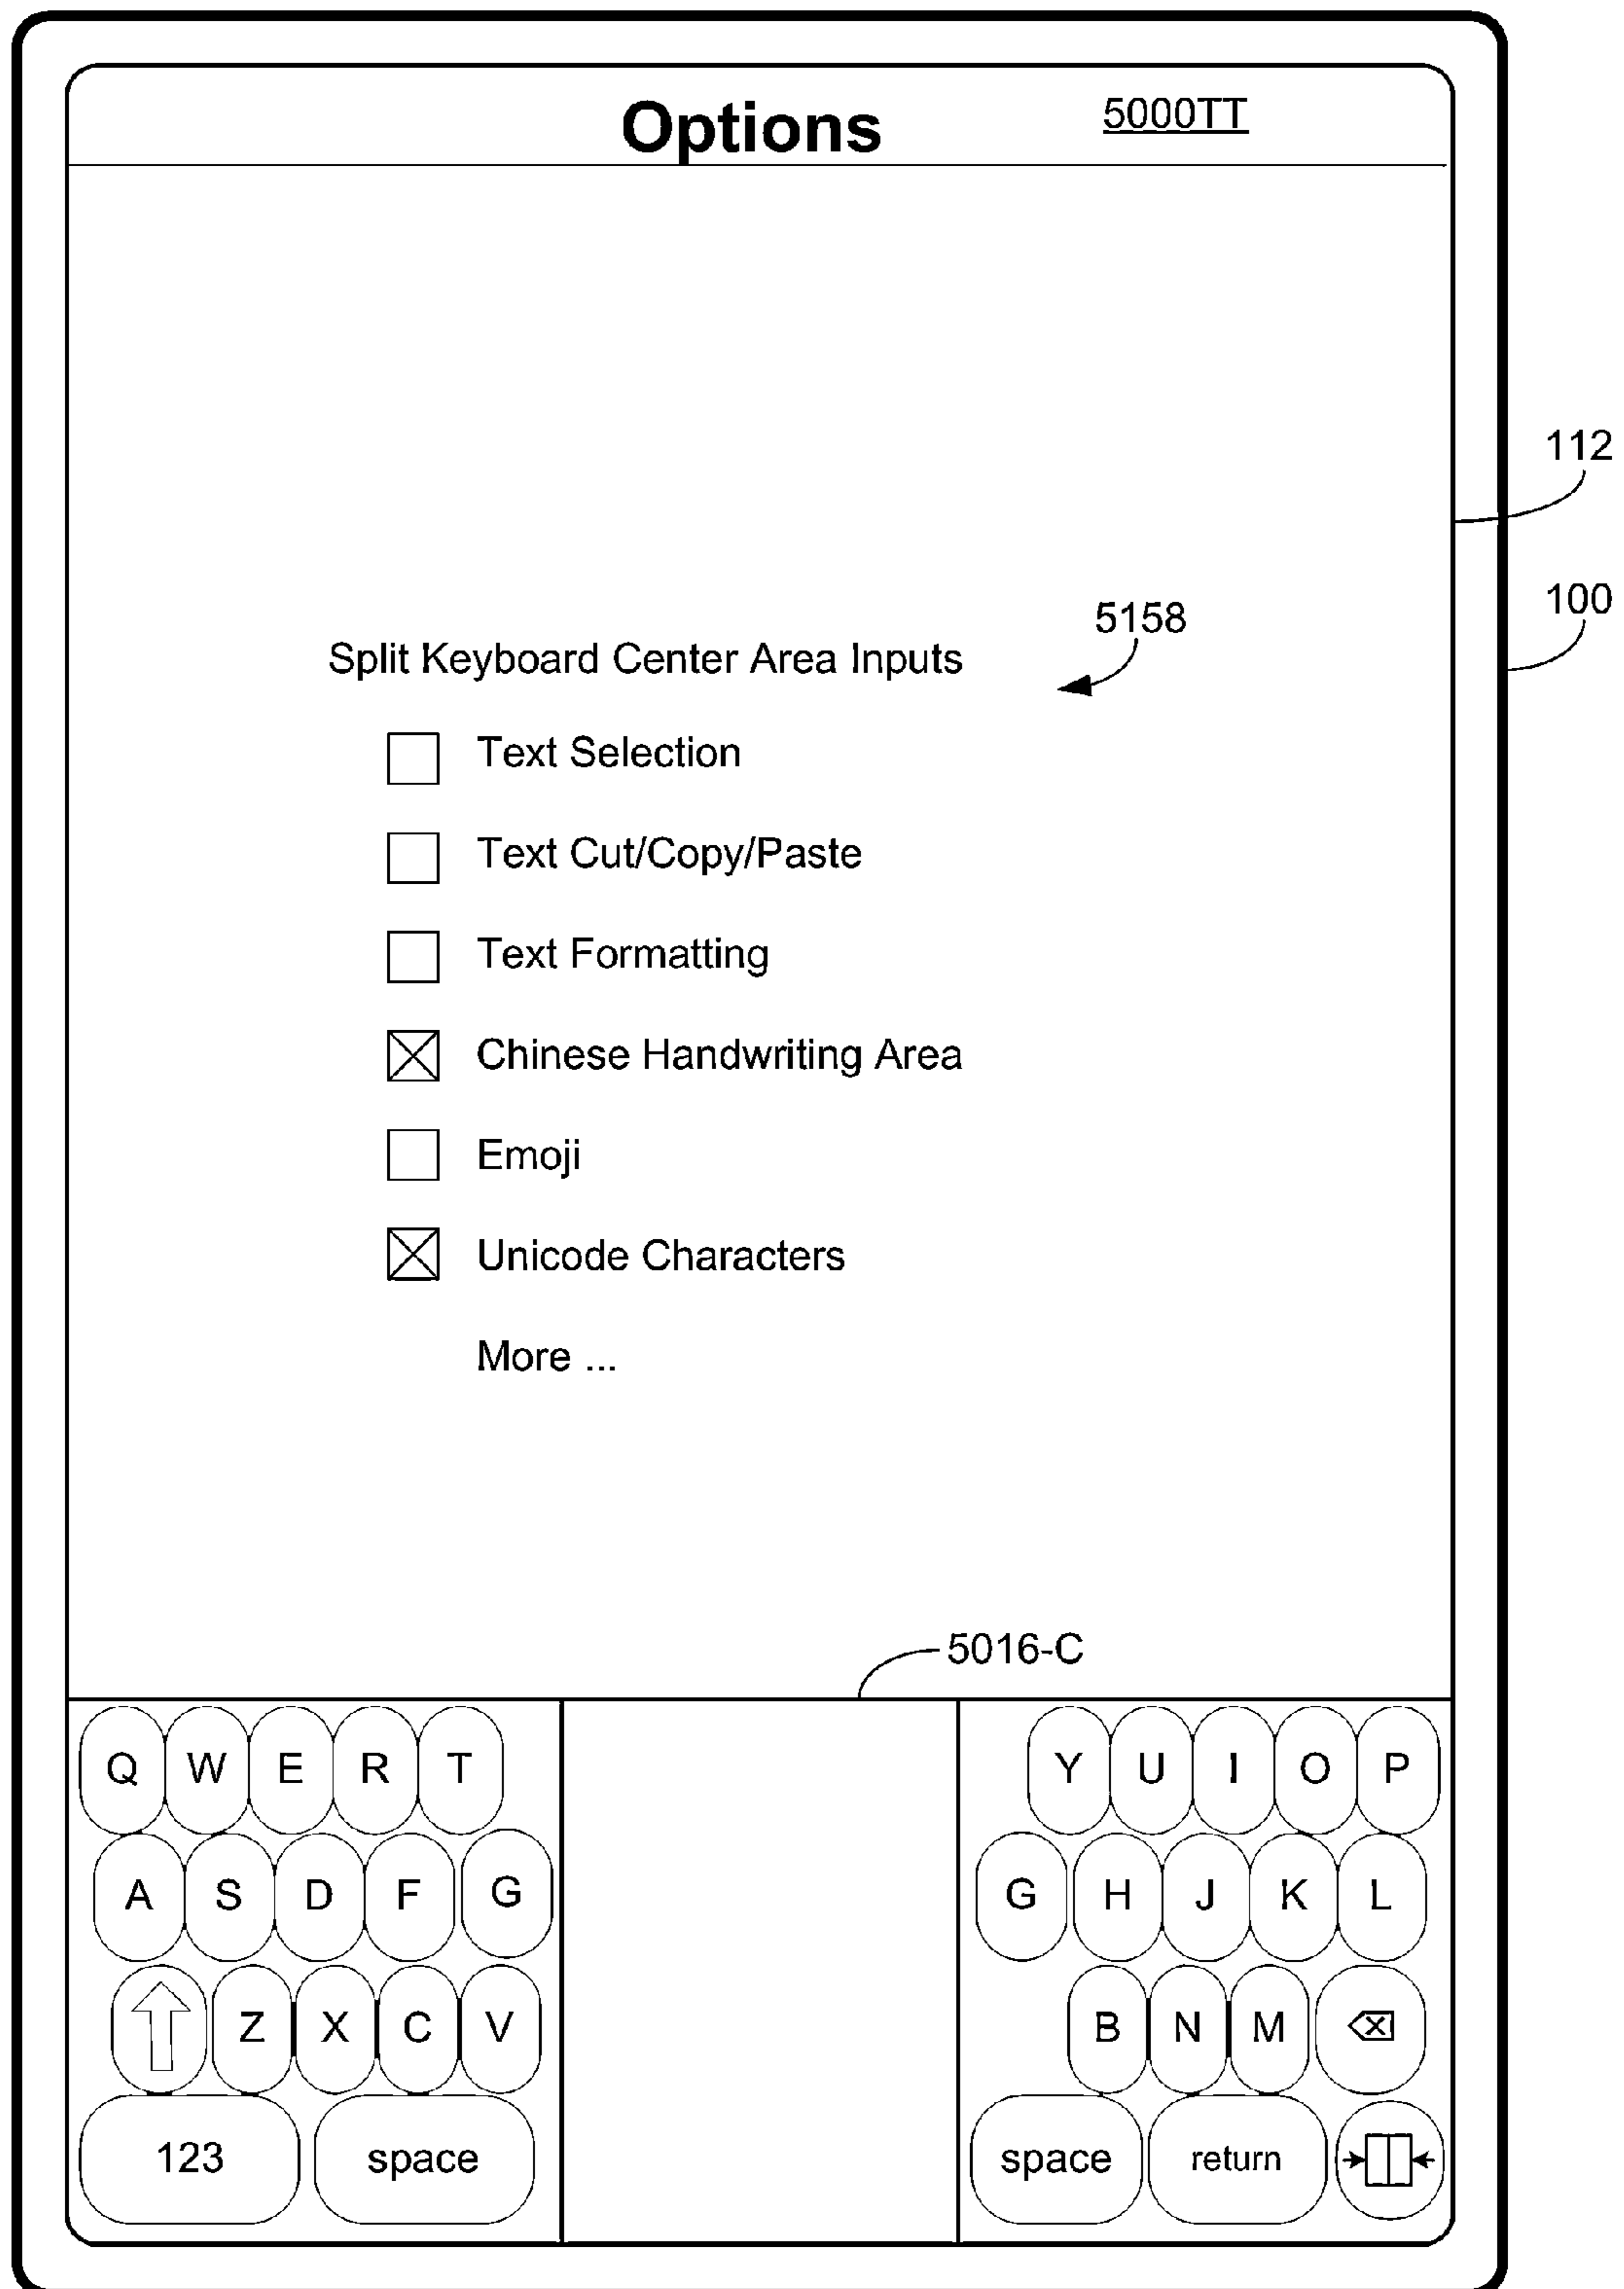 Options 5000TT
112
100
5158
Split Keyboard Center Area Inputs
Text Selection
Text Cut/Copy/Paste
Text Formatting
Chinese Handwriting Area
Emoji
Unicode Characters
More ...
5016-C
Q W E R T Y U I O P
A S D F G G H J K L
Z X C V B N M
123 space space return